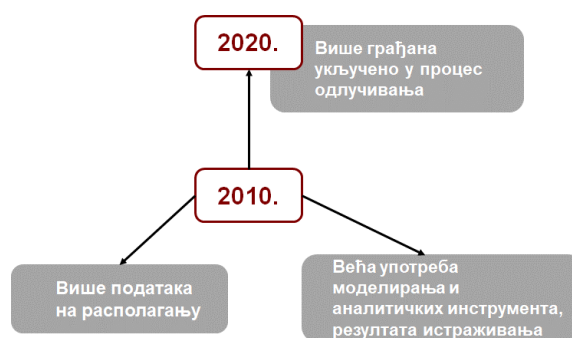 2020.
Више грађана
укључено у процес
одлучивања
2010.
Више података
на располагању
Већа употреба
моделирања и
аналитичких инструмента,
резултата истраживања